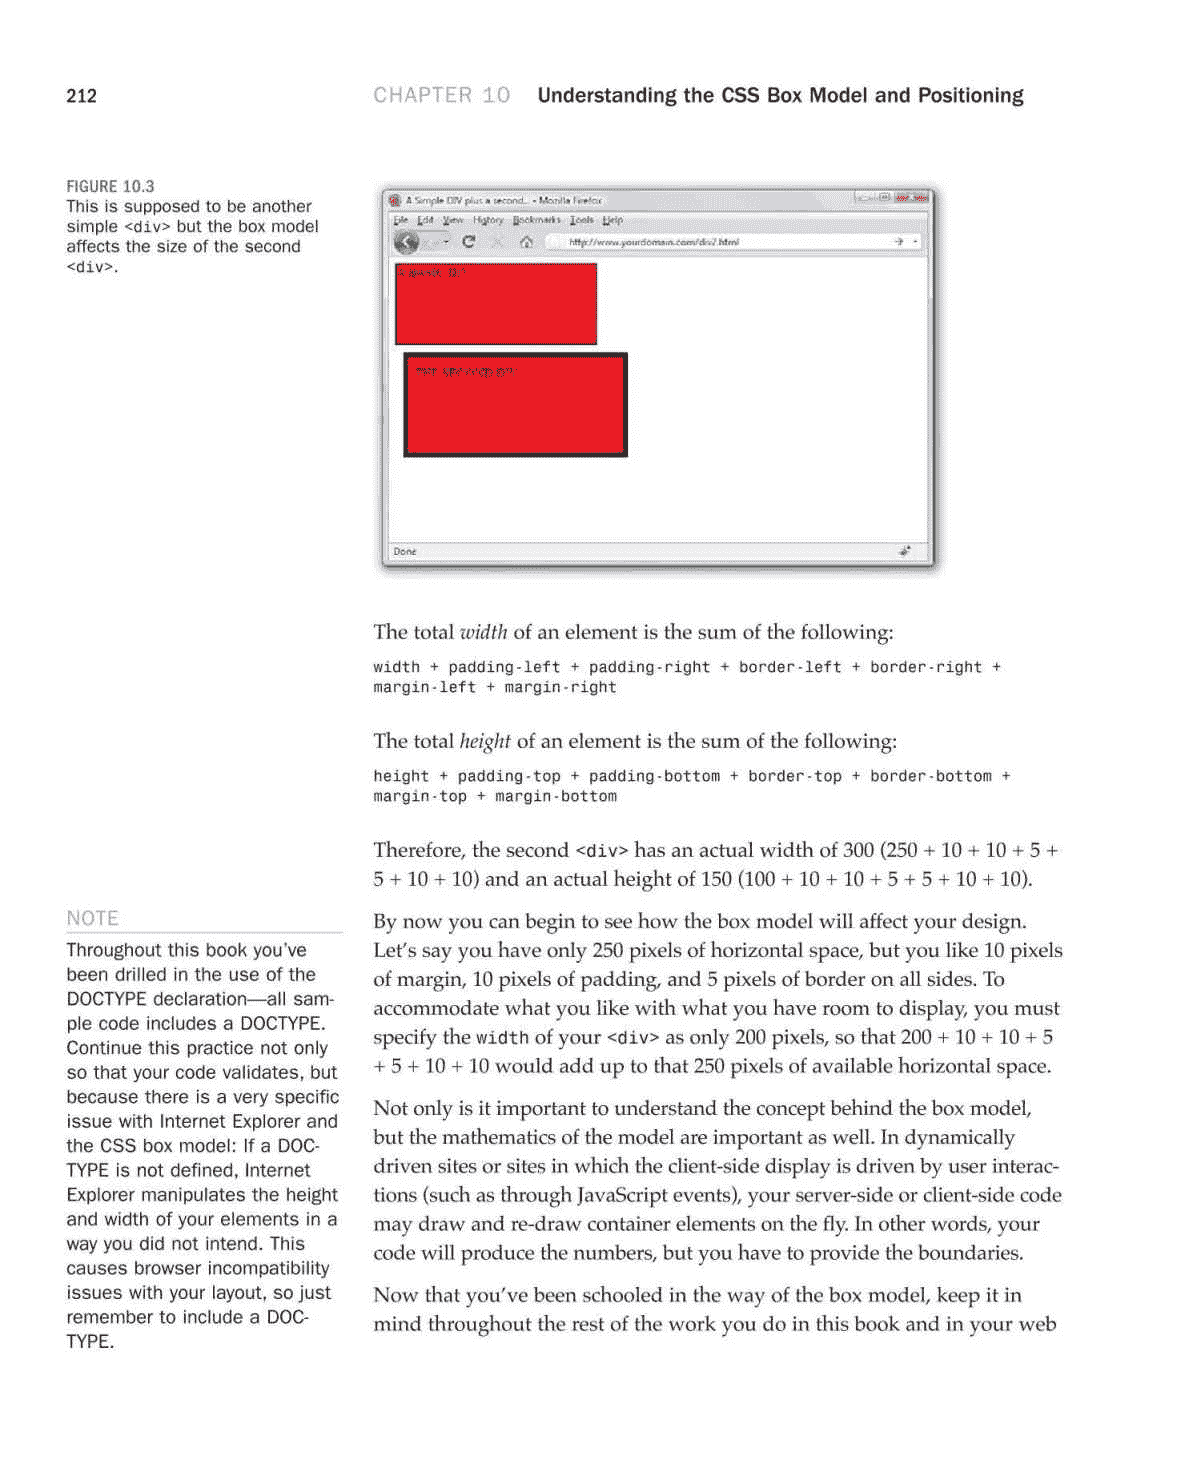 212
CHAPTER 10 Understanding the CSS Box Model and Positioning
FIGURE 10.3
This is supposed to be another
simple <div> but the box model
affects the size of the second
<div>.
A Simple DIV plus a second... - Mozilla Firefox
File Edit View History Bookmarks Tools Help
http://www.yourdomain.com/div2.html
Done
The total width of an element is the sum of the following:
width + padding-left + padding-right + border-left + border-right +
margin-left + margin-right
The total height of an element is the sum of the following:
height + padding-top + padding-bottom + border-top + border-bottom +
margin-top + margin-bottom
Therefore, the second <div> has an actual width of 300 (250 + 10 + 10 + 5 +
5 + 10 + 10) and an actual height of 150 (100 + 10 + 10 + 5 + 5 + 10 + 10).
By now you can begin to see how the box model will affect your design.
Let's say you have only 250 pixels of horizontal space, but you like 10 pixels
of margin, 10 pixels of padding, and 5 pixels of border on all sides. To
accommodate what you like with what you have room to display, you must
specify the width of your <div> as only 200 pixels, so that 200 + 10 + 10 + 5
+ 5 + 10 + 10 would add up to that 250 pixels of available horizontal space.
Not only is it important to understand the concept behind the box model,
but the mathematics of the model are important as well. In dynamically
driven sites or sites in which the client-side display is driven by user interac-
tions (such as through JavaScript events), your server-side or client-side code
may draw and re-draw container elements on the fly. In other words, your
code will produce the numbers, but you have to provide the boundaries.
Now that you've been schooled in the way of the box model, keep it in
mind throughout the rest of the work you do in this book and in your web
NOTE
Throughout this book you've
been drilled in the use of the
DOCTYPE declaration—all sam-
ple code includes a DOCTYPE.
Continue this practice not only
so that your code validates, but
because there is a very specific
issue with Internet Explorer and
the CSS box model: If a DOC-
TYPE is not defined, Internet
Explorer manipulates the height
and width of your elements in a
way you did not intend. This
causes browser incompatibility
issues with your layout, so just
remember to include a DOC-
TYPE.